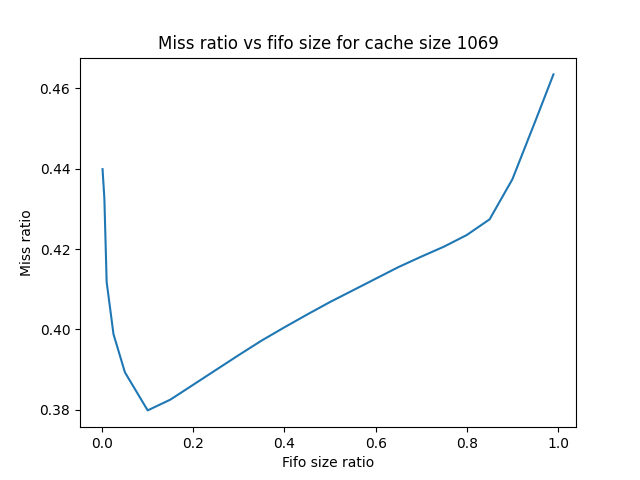 Miss ratio vs fifo size for cache size 1069
0.46
0.44
0.42
0.40
0.38
Miss ratio
0.0 0.2 0.4 0.6 0.8 1.0
Fifo size ratio